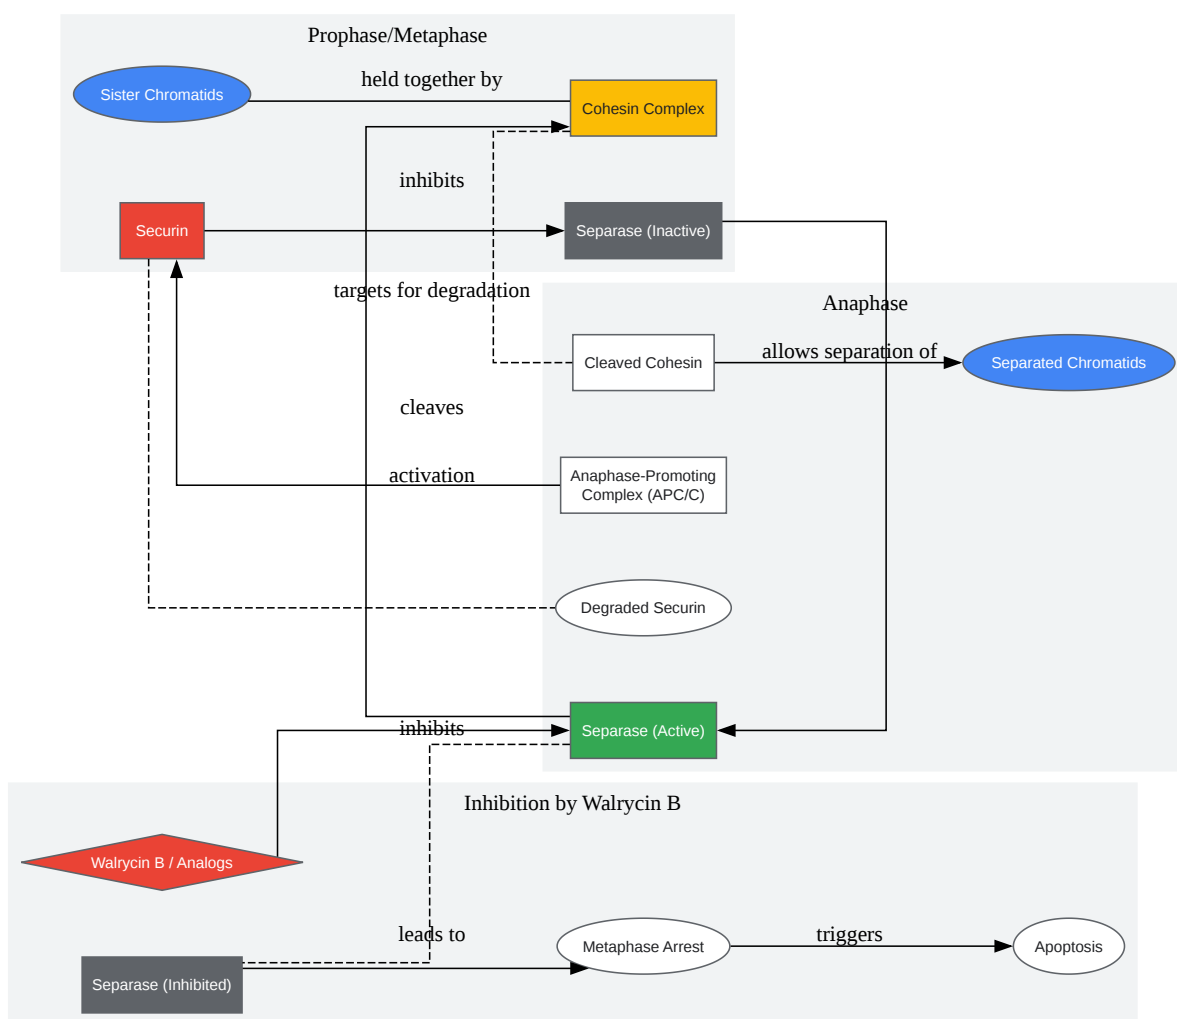 Prophase/Metaphase
held together by
Sister Chromatids
Cohesin Complex
inhibits
Securin
Separase (Inactive)
targets for degradation
Anaphase
allows separation of
Cleaved Cohesin
Separated Chromatids
cleaves
activation
Anaphase-Promoting
Complex (APC/C)
Degraded Securin
inhibits
Separase (Active)
Inhibition by Walrycin B
Walrycin B / Analogs
leads to
Metaphase Arrest
triggers
Apoptosis
Separase (Inhibited)